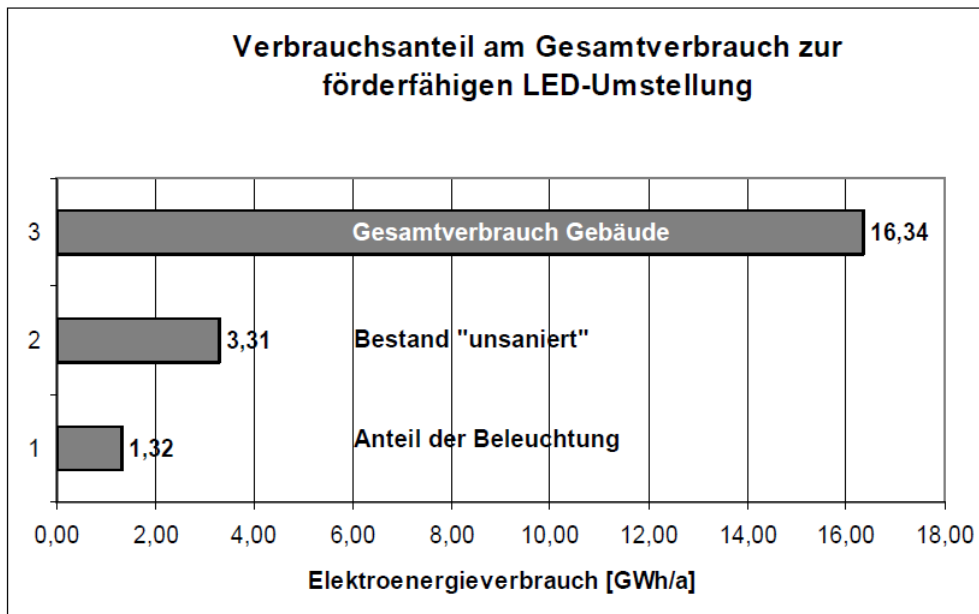 Verbrauchsanteil am Gesamtverbrauch zur
förderfähigen LED-Umstellung
3
Gesamtverbrauch Gebäude
16,34
2
3,31
Bestand "unsaniert"
1
1,32
Anteil der Beleuchtung
0,00 2,00 4,00 6,00 8,00 10,00 12,00 14,00 16,00 18,00
Elektroenergieverbrauch [GWh/a]